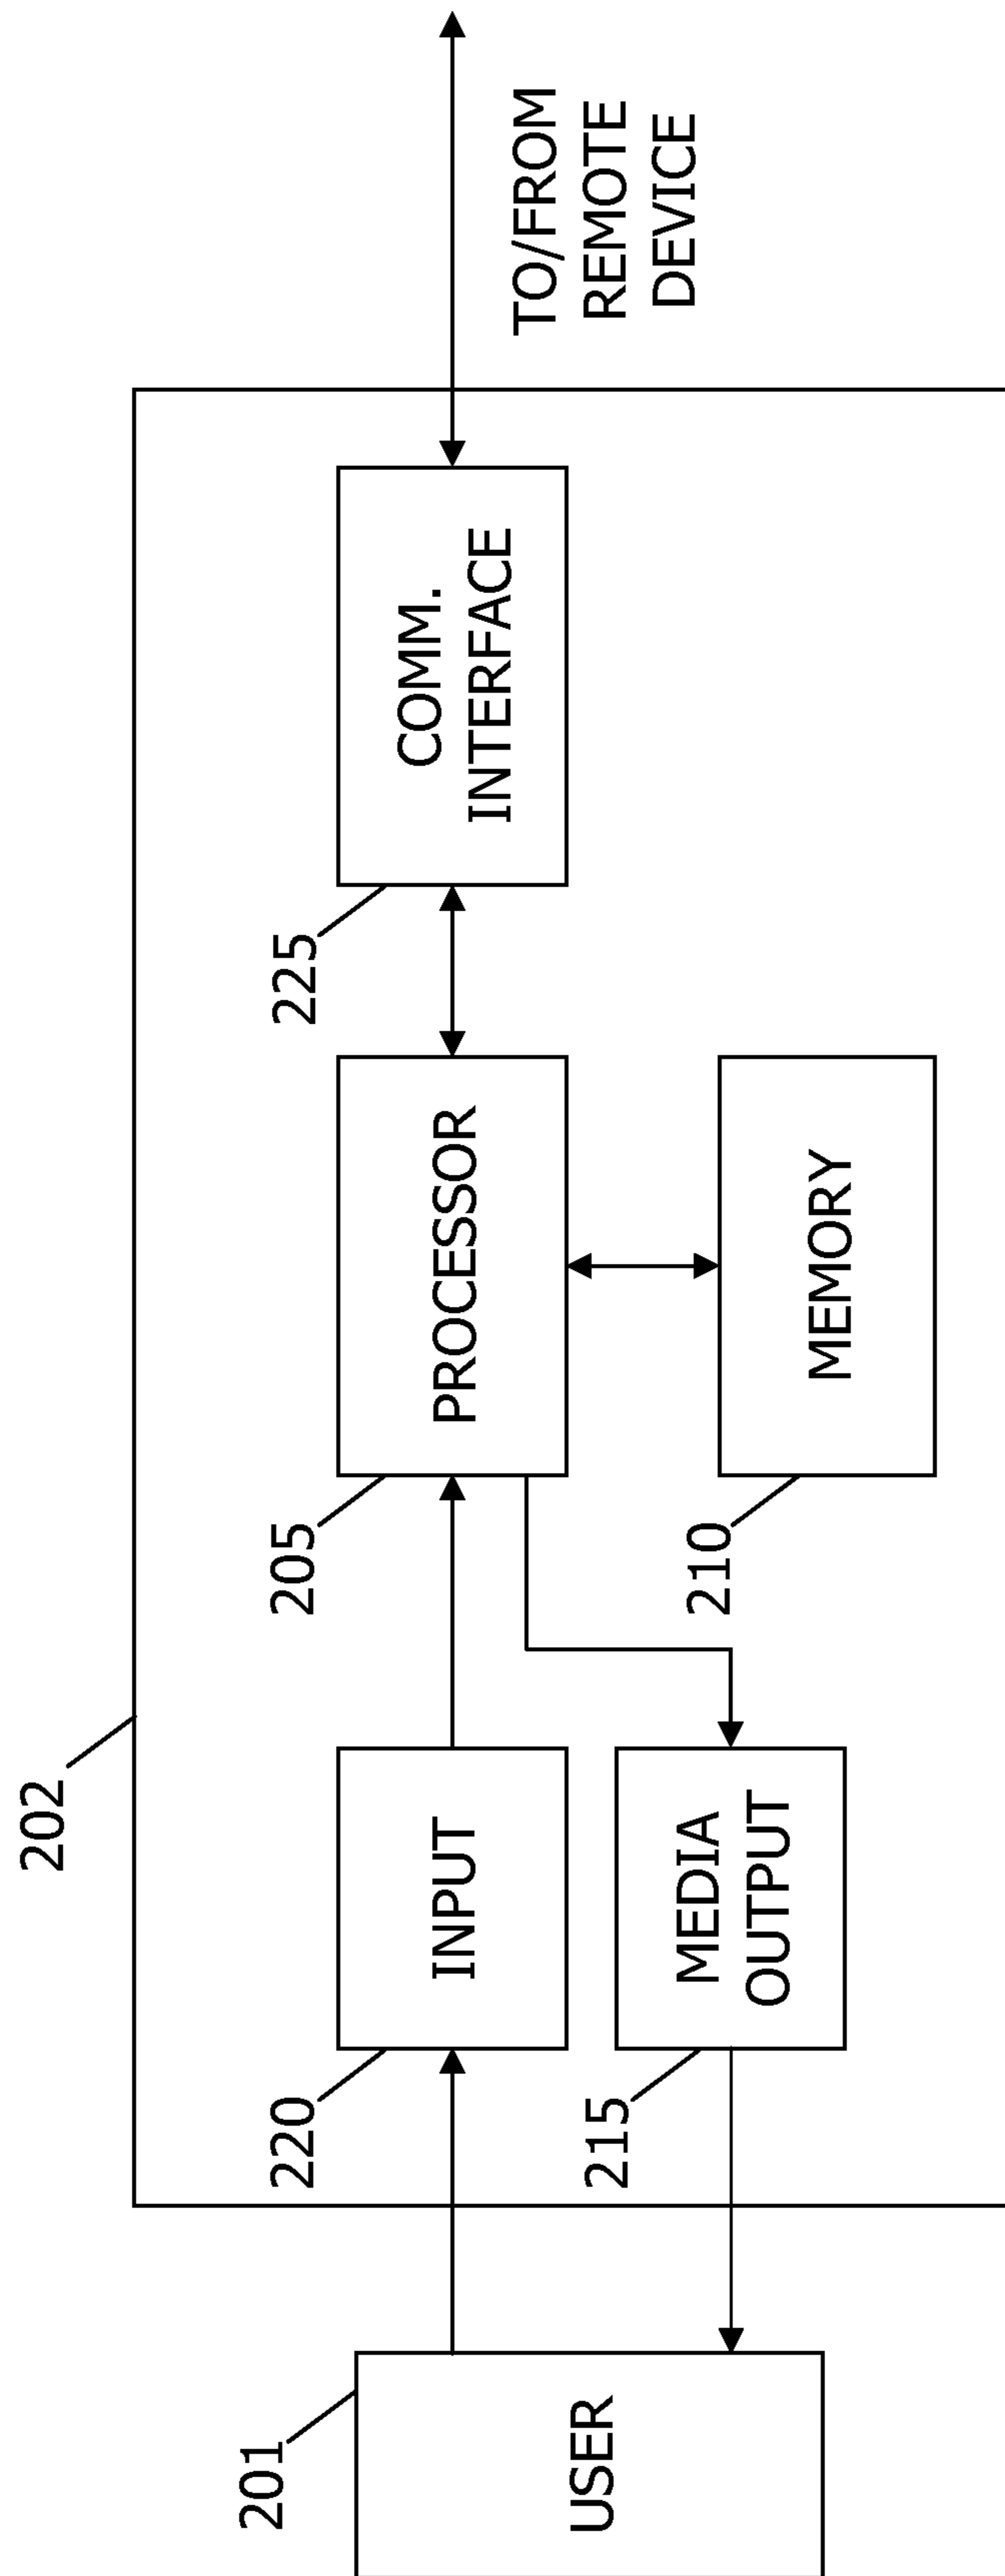 202
201
USER
220
INPUT
215
MEDIA
OUTPUT
205
PROCESSOR
210
MEMORY
225
COMM.
INTERFACE
TO/FROM
REMOTE
DEVICE